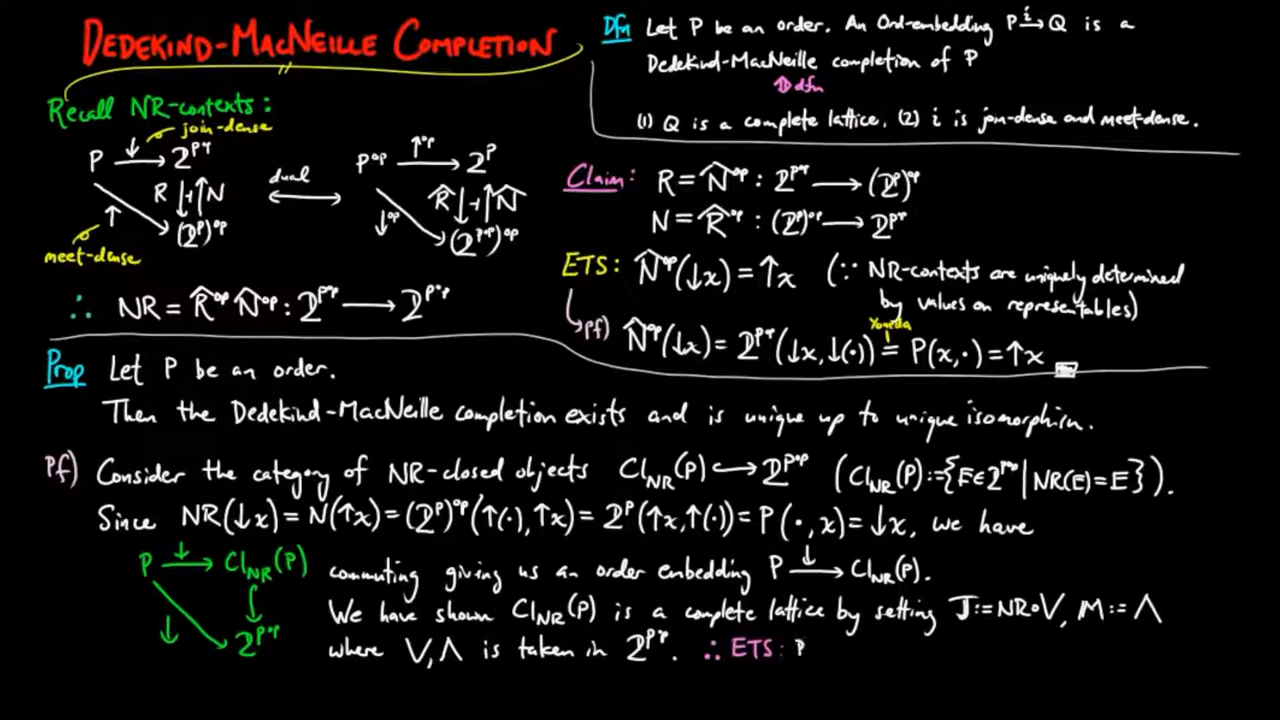 DEDEKIND-MACNEILLE COMPLETION
Dfn Let P be an order. An Ord-embedding P →i Q is a
Dedekind-MacNeille completion of P
⇕dfn
(1) Q is a complete lattice, (2) i is join-dense and meet-dense.
Recall NR-contexts:
join-dense
P →↓ 2^{P^op}
R ⊣ N
↑
(2^P)^op
meet-dense
dual
P^op →↑^op 2^P
R̂ ⊣ N̂
↓^op
(2^{P^op})^op
∴ NR = R̂^op N̂^op : 2^{P^op} → 2^{P^op}
Claim: R = N̂^op : 2^{P^op} → (2^P)^op
N = R̂^op : (2^P)^op → 2^{P^op}
ETS: N̂^op(↓x) = ↑x (∵ NR-contexts are uniquely determined
by values on representables)
Yoneda
pf) N̂^op(↓x) = 2^{P^op}(↓x, ↓(·)) = P(x, ·) = ↑x
Prop Let P be an order.
Then the Dedekind-MacNeille completion exists and is unique up to unique isomorphism.
Pf) Consider the category of NR-closed objects Cl_NR(P) ↪ 2^{P^op} (Cl_NR(P) := {E ∈ 2^{P^op} | NR(E) = E}).
Since NR(↓x) = N(↑x) = (2^P)^op(↑(·), ↑x) = 2^P(↑x, ↑(·)) = P(·, x) = ↓x, we have
P →↓ Cl_NR(P)
↓
2^{P^op}
commuting giving us an order embedding P →↓ Cl_NR(P).
We have shown Cl_NR(P) is a complete lattice by setting J := NR∘⋁, M := ⋀
where ⋁, ⋀ is taken in 2^{P^op}. ∴ ETS: P